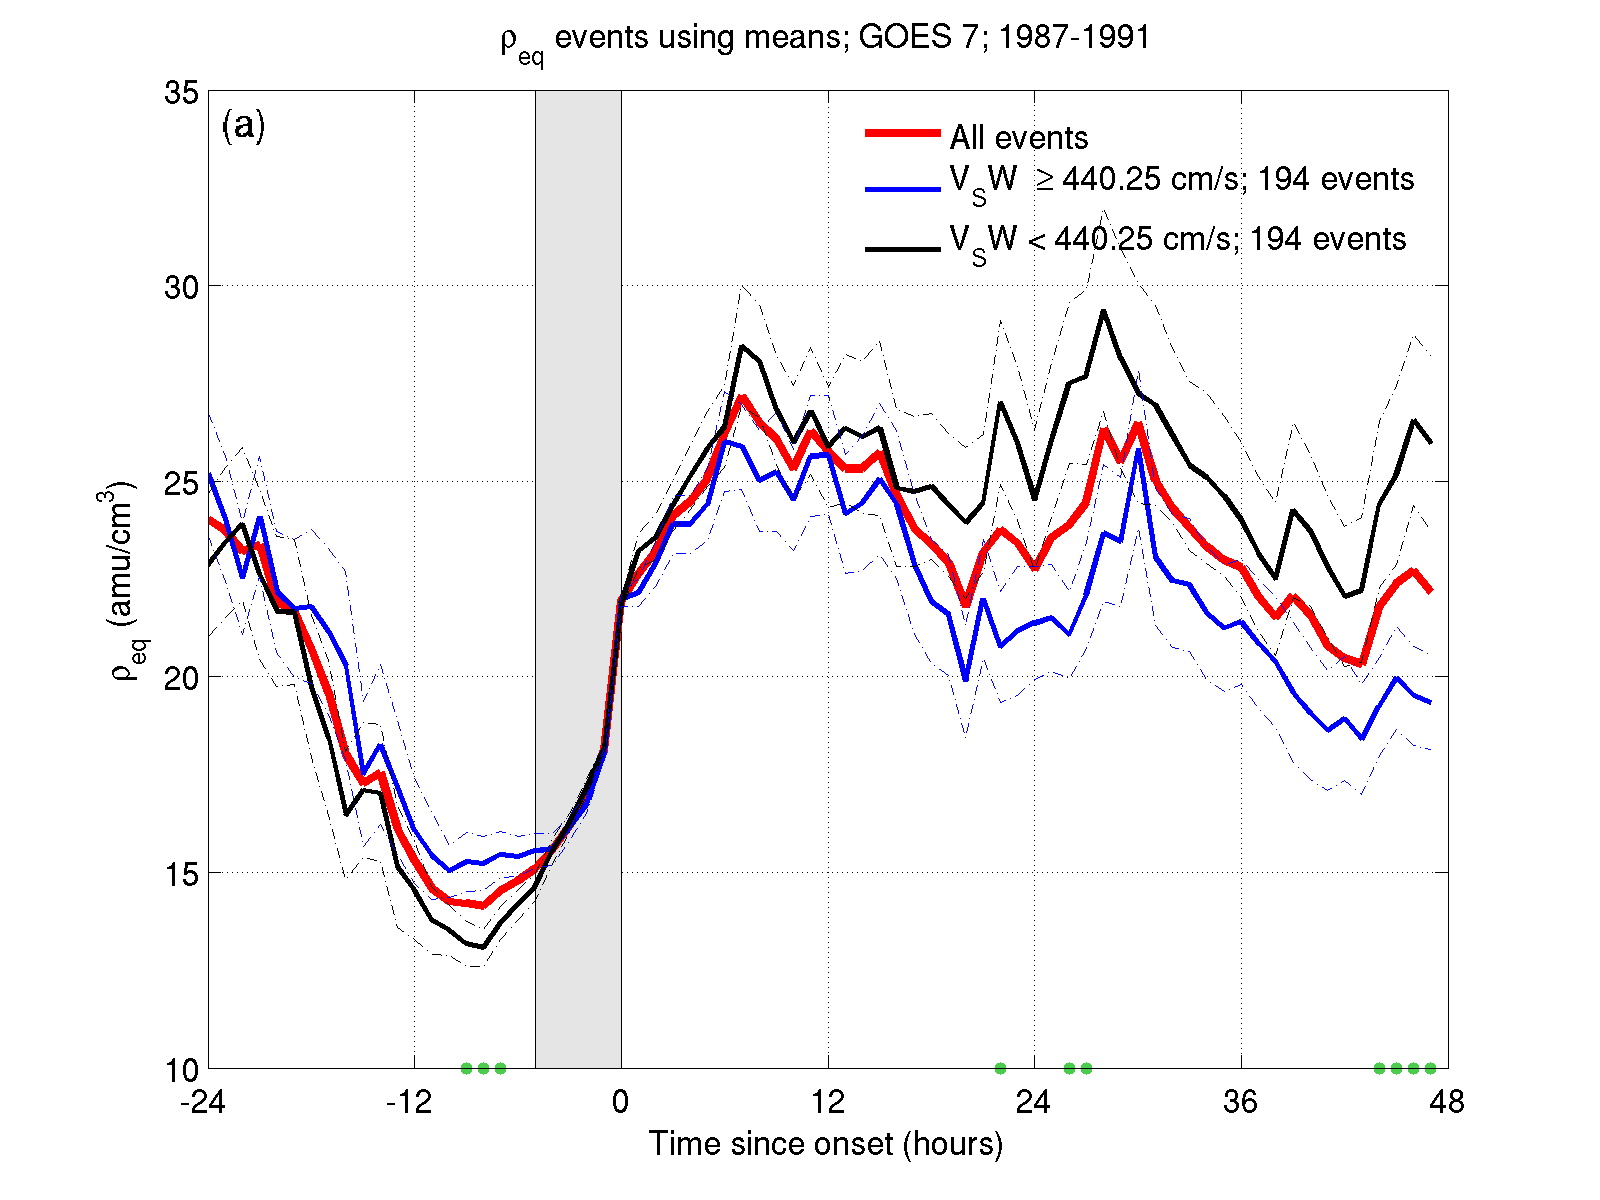 ρeq events using means; GOES 7; 1987-1991
(a)
All events
VSW ≥ 440.25 cm/s; 194 events
VSW < 440.25 cm/s; 194 events
ρeq (amu/cm3)
35
30
25
20
15
10
-24 -12 0 12 24 36 48
Time since onset (hours)